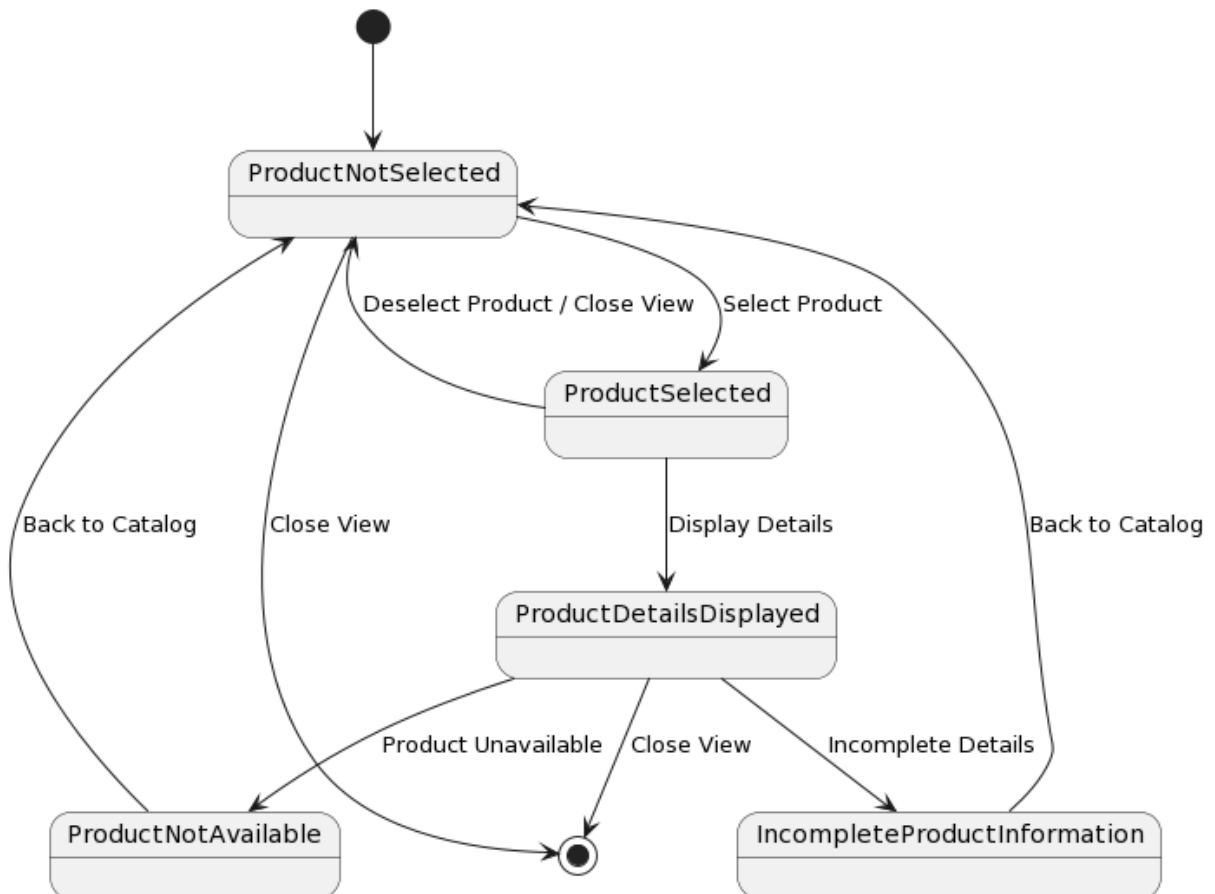 ProductNotSelected
Deselect Product / Close View
Select Product
ProductSelected
Back to Catalog
Close View
Display Details
Back to Catalog
ProductDetailsDisplayed
Product Unavailable
Close View
Incomplete Details
ProductNotAvailable
IncompleteProductInformation